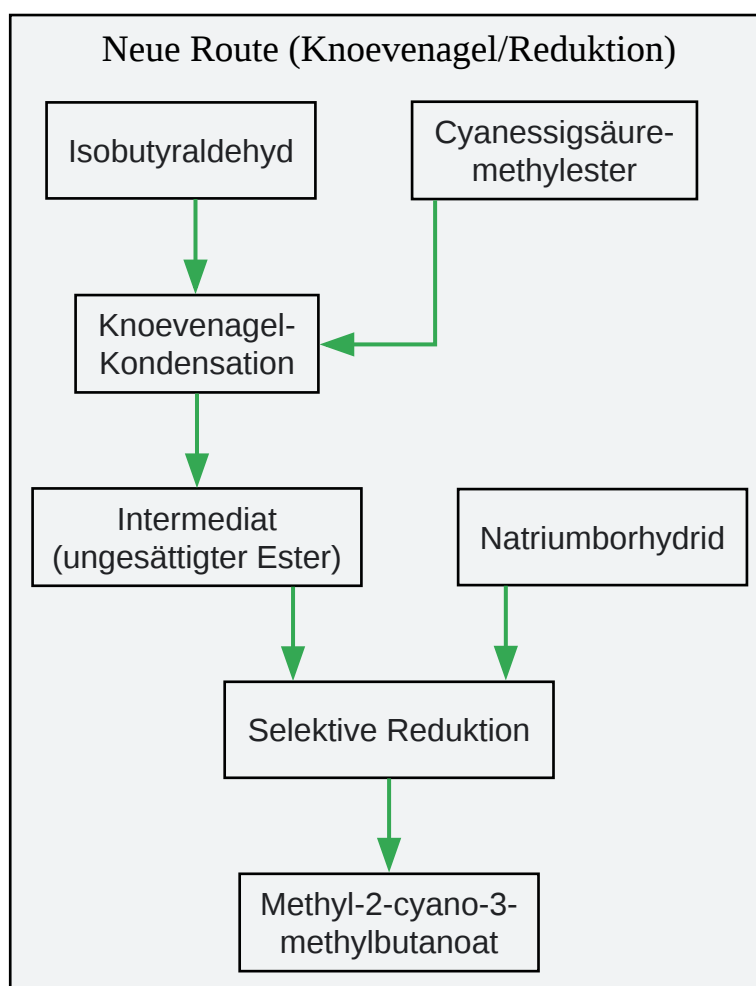 Neue Route (Knoevenagel/Reduktion)
Isobutyraldehyd
Cyanessigsäure-
methylester
Knoevenagel-
Kondensation
Intermediat
(ungesättigter Ester)
Natriumborhydrid
Selektive Reduktion
Methyl-2-cyano-3-
methylbutanoat